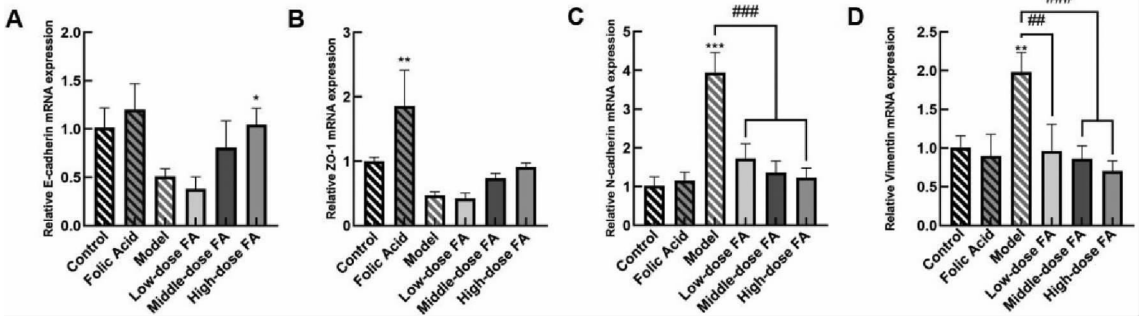 A
Relative E-cadherin mRNA expression
2.0
1.5
1.0
0.5
0.0
*
Control
Folic Acid
Model
Low-dose FA
Middle-dose FA
High-dose FA
B
Relative ZO-1 mRNA expression
3
2
1
0
**
Control
Folic Acid
Model
Low-dose FA
Middle-dose FA
High-dose FA
C
Relative N-cadherin mRNA expression
5
4
3
2
1
0
###
***
Control
Folic Acid
Model
Low-dose FA
Middle-dose FA
High-dose FA
D
Relative Vimentin mRNA expression
2.5
2.0
1.5
1.0
0.5
0.0
##
**
Control
Folic Acid
Model
Low-dose FA
Middle-dose FA
High-dose FA